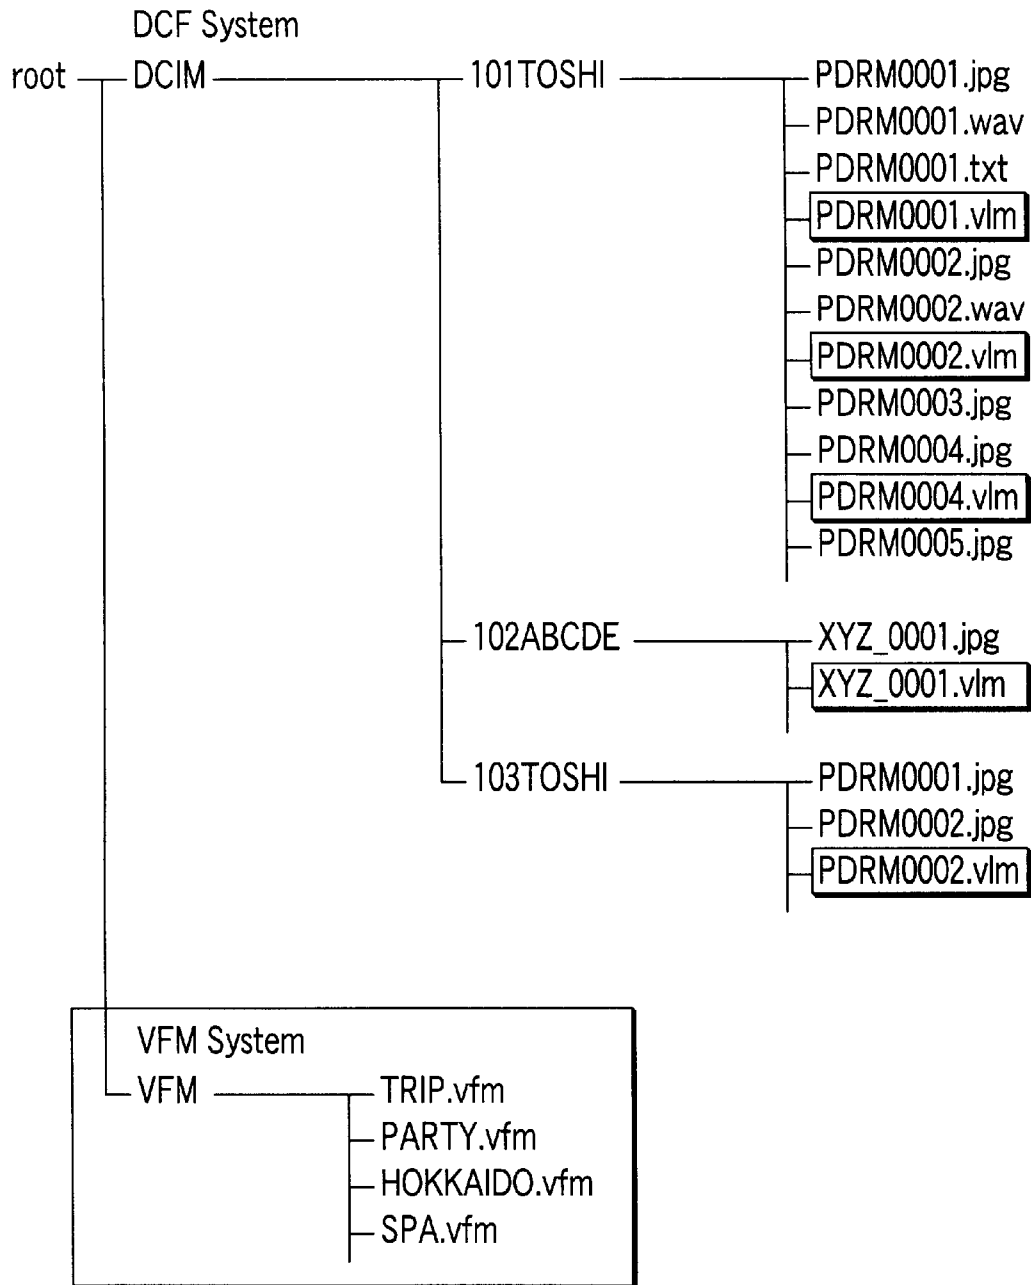 DCF System
root DCIM 101TOSHI PDRM0001.jpg
PDRM0001.wav
PDRM0001.txt
PDRM0001.vlm
PDRM0002.jpg
PDRM0002.wav
PDRM0002.vlm
PDRM0003.jpg
PDRM0004.jpg
PDRM0004.vlm
PDRM0005.jpg
102ABCDE XYZ_0001.jpg
XYZ_0001.vlm
103TOSHI PDRM0001.jpg
PDRM0002.jpg
PDRM0002.vlm
VFM System
VFM TRIP.vfm
PARTY.vfm
HOKKAIDO.vfm
SPA.vfm